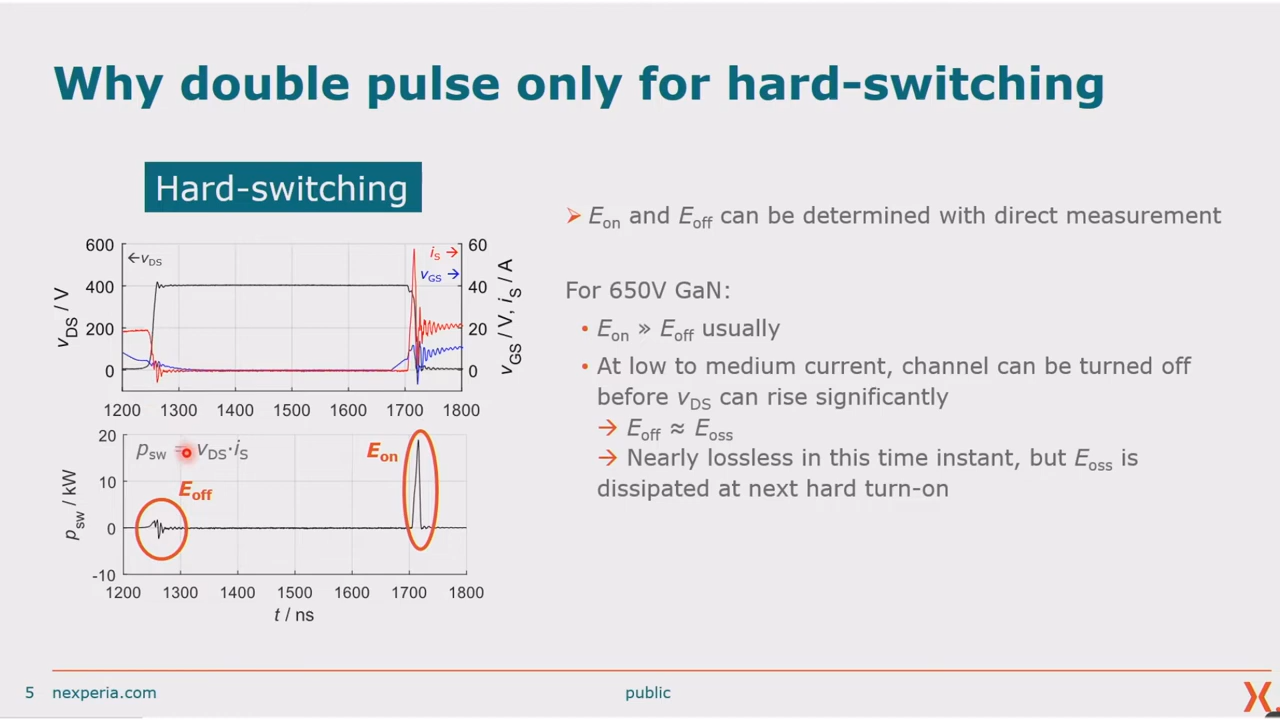 Why double pulse only for hard-switching
Hard-switching
600
400
200
0
vDS / V
←vDS
iS →
vGS →
60
40
20
0
vGS / V, iS / A
1200 1300 1400 1500 1600 1700 1800
20
10
0
-10
psw / kW
psw = vDS·iS
Eoff
Eon
1200 1300 1400 1500 1600 1700 1800
t / ns
➢ Eon and Eoff can be determined with direct measurement
For 650V GaN:
• Eon » Eoff usually
• At low to medium current, channel can be turned off
before vDS can rise significantly
→ Eoff ≈ Eoss
→ Nearly lossless in this time instant, but Eoss is
dissipated at next hard turn-on
5 nexperia.com
public